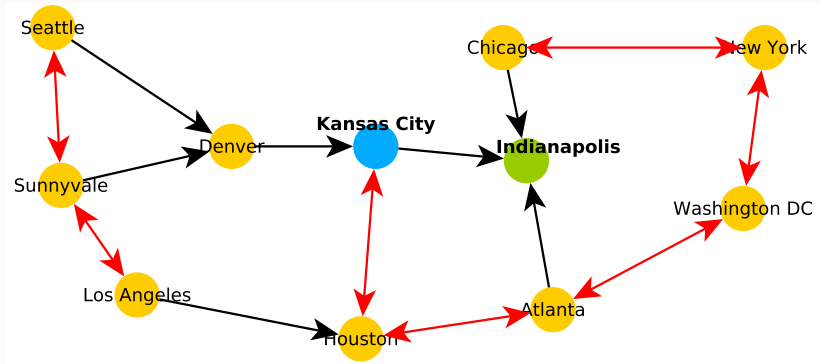 Seattle
Chicago
New York
Kansas City
Denver
Indianapolis
Sunnyvale
Washington DC
Los Angeles
Atlanta
Houston